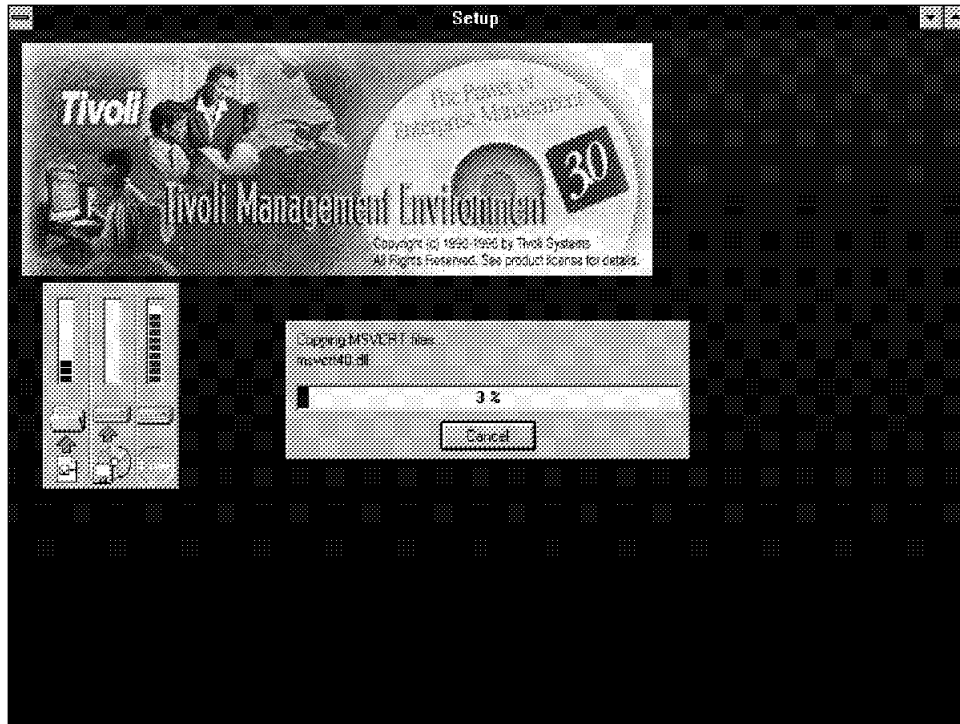 Setup
Tivoli
The Power of
Enterprise Management
30
Tivoli Management Environment
Copyright (c) 1990-1996 by Tivoli Systems
All Rights Reserved. See product license for details.
Copying MSVCRT files...
msvcrt40.dll
3 %
Cancel